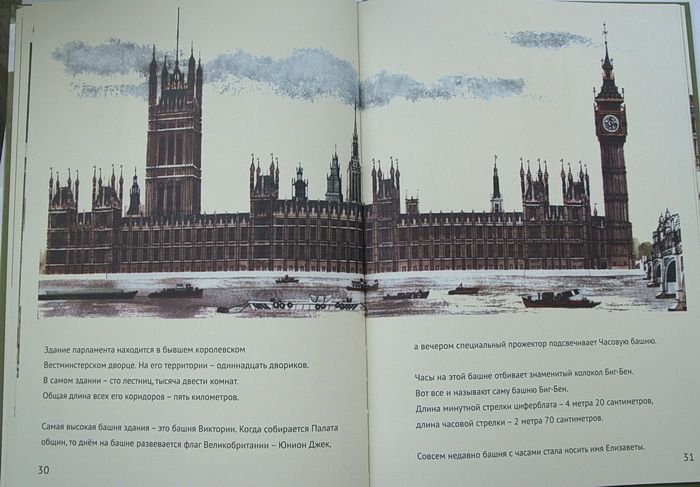 Здание парламента находится в бывшем королевском
Вестминстерском дворце. На его территории – одиннадцать двориков.
В самом здании – сто лестниц, тысяча двести комнат.
Общая длина всех его коридоров – пять километров.
Самая высокая башня здания – это башня Виктории. Когда собирается Палата
общин, то днём на башне развевается флаг Великобритании – Юнион Джек,
30
а вечером специальный прожектор подсвечивает Часовую башню.
Часы на этой башне отбивает знаменитый колокол Биг-Бен.
Вот все и называют саму башню Биг-Бен.
Длина минутной стрелки циферблата – 4 метра 20 сантиметров,
длина часовой стрелки – 2 метра 70 сантиметров.
Совсем недавно башня с часами стала носить имя Елизаветы.
31